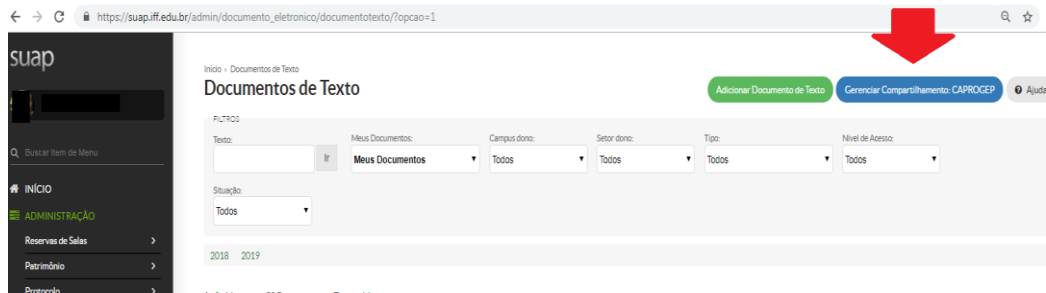 https://suap.iff.edu.br/admin/documento_eletronico/documentotexto/?opcao=1
suap
Início » Documentos de Texto
Documentos de Texto
Adicionar Documento de Texto
Gerenciar Compartilhamento: CAPROGEP
Ajuda
FILTROS
Texto:
Meus Documentos:
Campus dono:
Setor dono:
Tipo:
Nível de Acesso:
Ir
Meus Documentos
Todos
Todos
Todos
Todos
Buscar Item de Menu
Situação:
Todos
INÍCIO
ADMINISTRAÇÃO
Reservas de Salas
2018 2019
Patrimônio
Protocolo